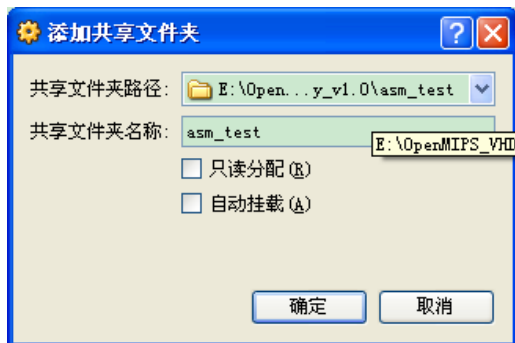 添加共享文件夹
共享文件夹路径: E:\Open...y_v1.0\asm_test
共享文件夹名称: asm_test
E:\OpenMIPS_VHD
只读分配(R)
自动挂载(A)
确定 取消